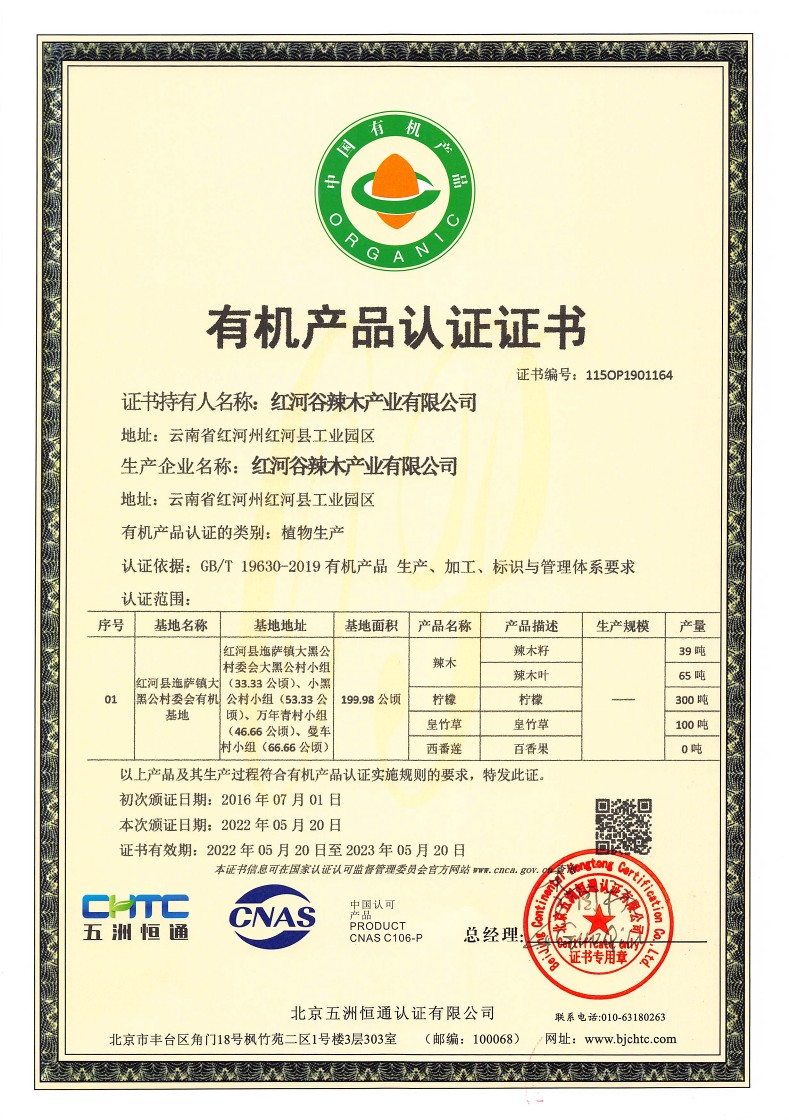 中国有机产品
ORGANIC
有机产品认证证书
证书编号：115OP1901164
证书持有人名称：红河谷辣木产业有限公司
地址：云南省红河州红河县工业园区
生产企业名称：红河谷辣木产业有限公司
地址：云南省红河州红河县工业园区
有机产品认证的类别：植物生产
认证依据：GB/T 19630-2019 有机产品 生产、加工、标识与管理体系要求
认证范围：
序号 基地名称 基地地址 基地面积 产品名称 产品描述 生产规模 产量
01
红河县迤萨镇大
黑公村委会有机
基地
红河县迤萨镇大黑公
村委会大黑公村小组
（33.33 公顷）、小黑
公村小组（53.33 公
顷）、万年青村小组
（46.66 公顷）、曼车
村小组（66.66 公顷）
199.98 公顷
辣木 辣木籽 —— 39 吨
辣木叶 65 吨
柠檬 柠檬 300 吨
皇竹草 皇竹草 100 吨
西番莲 百香果 0 吨
以上产品及其生产过程符合有机产品认证实施规则的要求，特发此证。
初次颁证日期：2016 年 07 月 01 日
本次颁证日期：2022 年 05 月 20 日
证书有效期：2022 年 05 月 20 日至 2023 年 05 月 20 日
本证书信息可在国家认证认可监督管理委员会官方网站 www.cnca.gov.cn
CHTC
五洲恒通
CNAS
中国认可
产品
PRODUCT
CNAS C106-P
总经理:
Beijing Continental Hengtong Certification Co., Ltd.
北京五洲恒通认证有限公司
Certificate Only
证书专用章
北京五洲恒通认证有限公司
联系电话:010-63180263
北京市丰台区角门18号枫竹苑二区1号楼3层303室 （邮编：100068） 网址：www.bjchtc.com